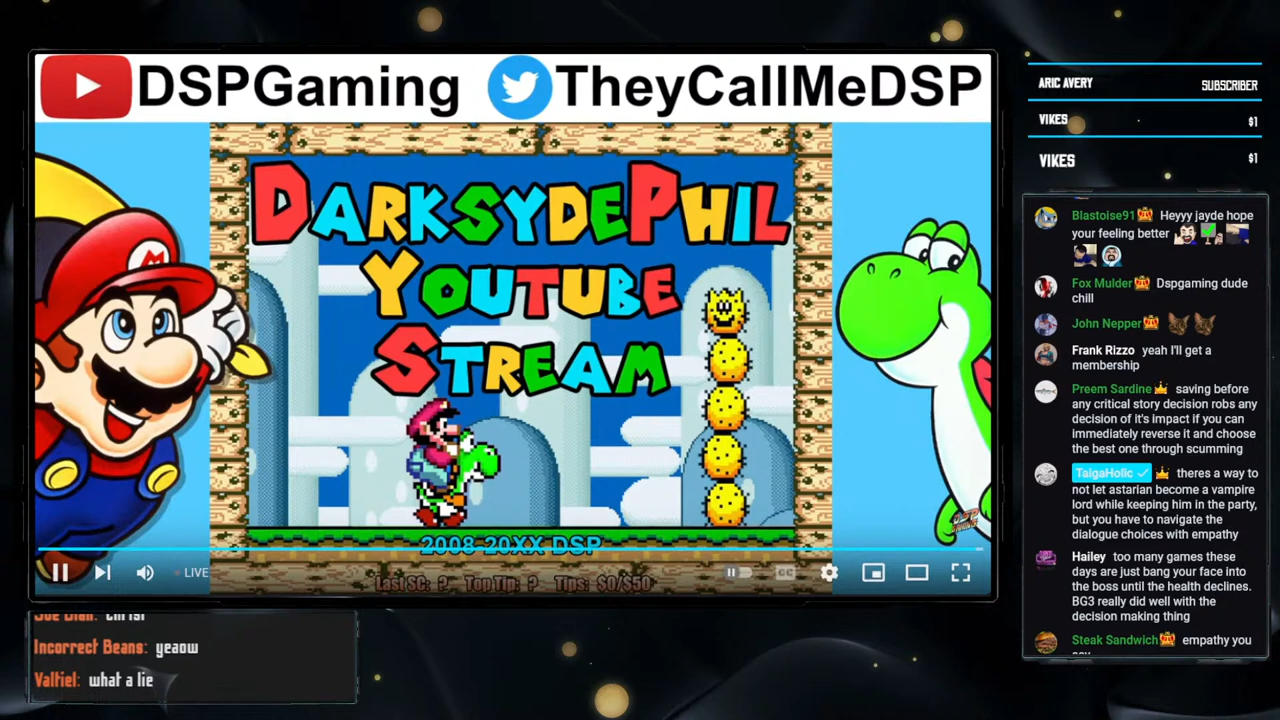 DSPGaming TheyCallMeDSP
DARKSYDEPHIL
YOUTUBE
STREAM
2008-20XX DSP
Last SC: ? Top Tip: ? Tips: $0/$50
LIVE
CC
ARIC AVERY SUBSCRIBER
VIKES $1
VIKES $1
Blastoise91 Heyyy jayde hope
your feeling better
Fox Mulder Dspgaming dude
chill
John Nepper
Frank Rizzo yeah I'll get a
membership
Preem Sardine saving before
any critical story decision robs any
decision of it's impact if you can
immediately reverse it and choose
the best one through scumming
TaigaHolic theres a way to
not let astarian become a vampire
lord while keeping him in the party,
but you have to navigate the
dialogue choices with empathy
Hailey too many games these
days are just bang your face into
the boss until the health declines.
BG3 really did well with the
decision making thing
Steak Sandwich empathy you
Incorrect Beans: yeaow
Valtiel: what a lie